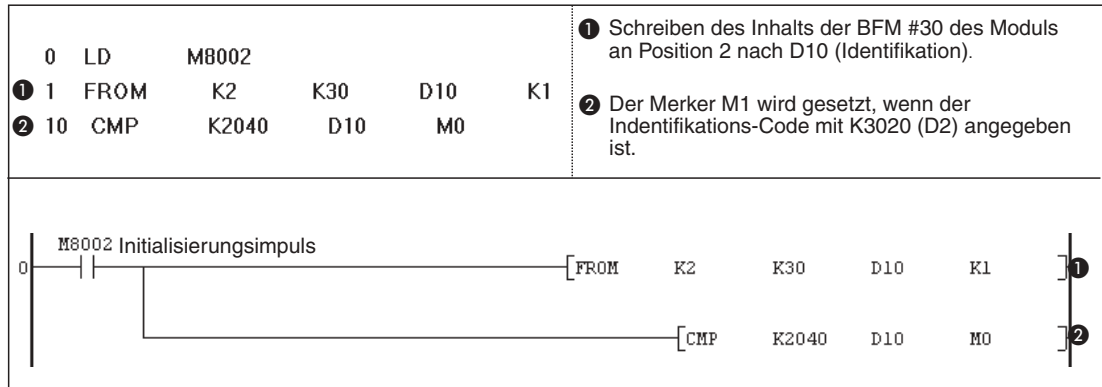 0 LD M8002
❶ 1 FROM K2 K30 D10 K1
❷ 10 CMP K2040 D10 M0
❶ Schreiben des Inhalts der BFM #30 des Moduls
an Position 2 nach D10 (Identifikation).
❷ Der Merker M1 wird gesetzt, wenn der
Indentifikations-Code mit K3020 (D2) angegeben
ist.
M8002 Initialisierungsimpuls
0 [FROM K2 K30 D10 K1 ] ❶
[CMP K2040 D10 M0 ] ❷